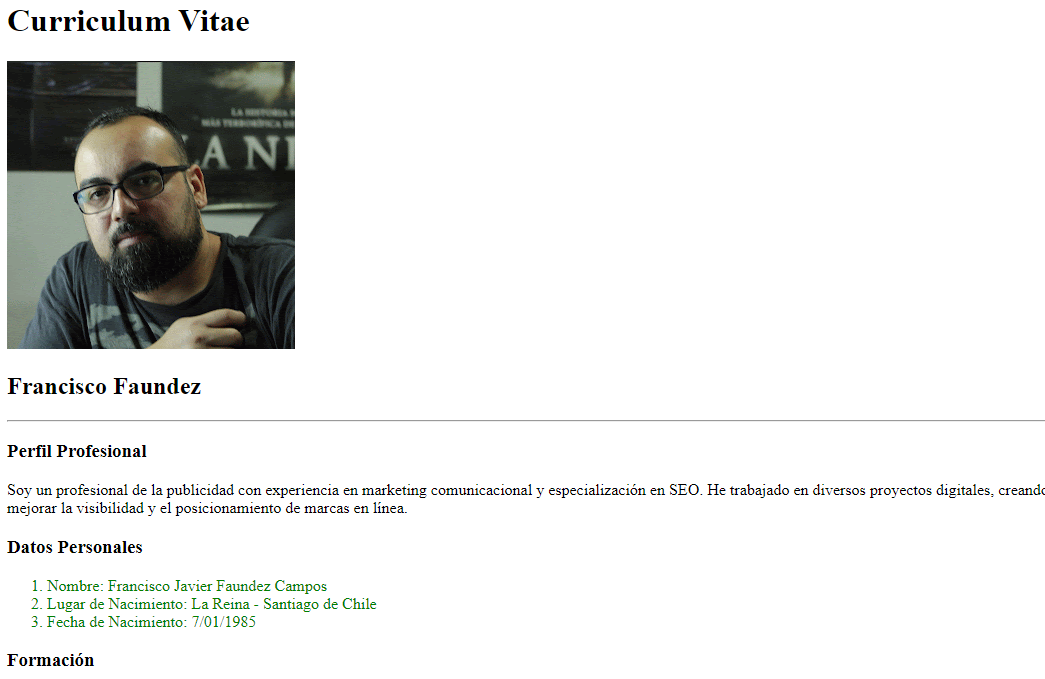 Curriculum Vitae
LA HISTORIA
MÁS TERRORÍFICA DE
LA
Francisco Faundez
Perfil Profesional
Soy un profesional de la publicidad con experiencia en marketing comunicacional y especialización en SEO. He trabajado en diversos proyectos digitales, creando
mejorar la visibilidad y el posicionamiento de marcas en línea.
Datos Personales
1. Nombre: Francisco Javier Faundez Campos
2. Lugar de Nacimiento: La Reina - Santiago de Chile
3. Fecha de Nacimiento: 7/01/1985
Formación